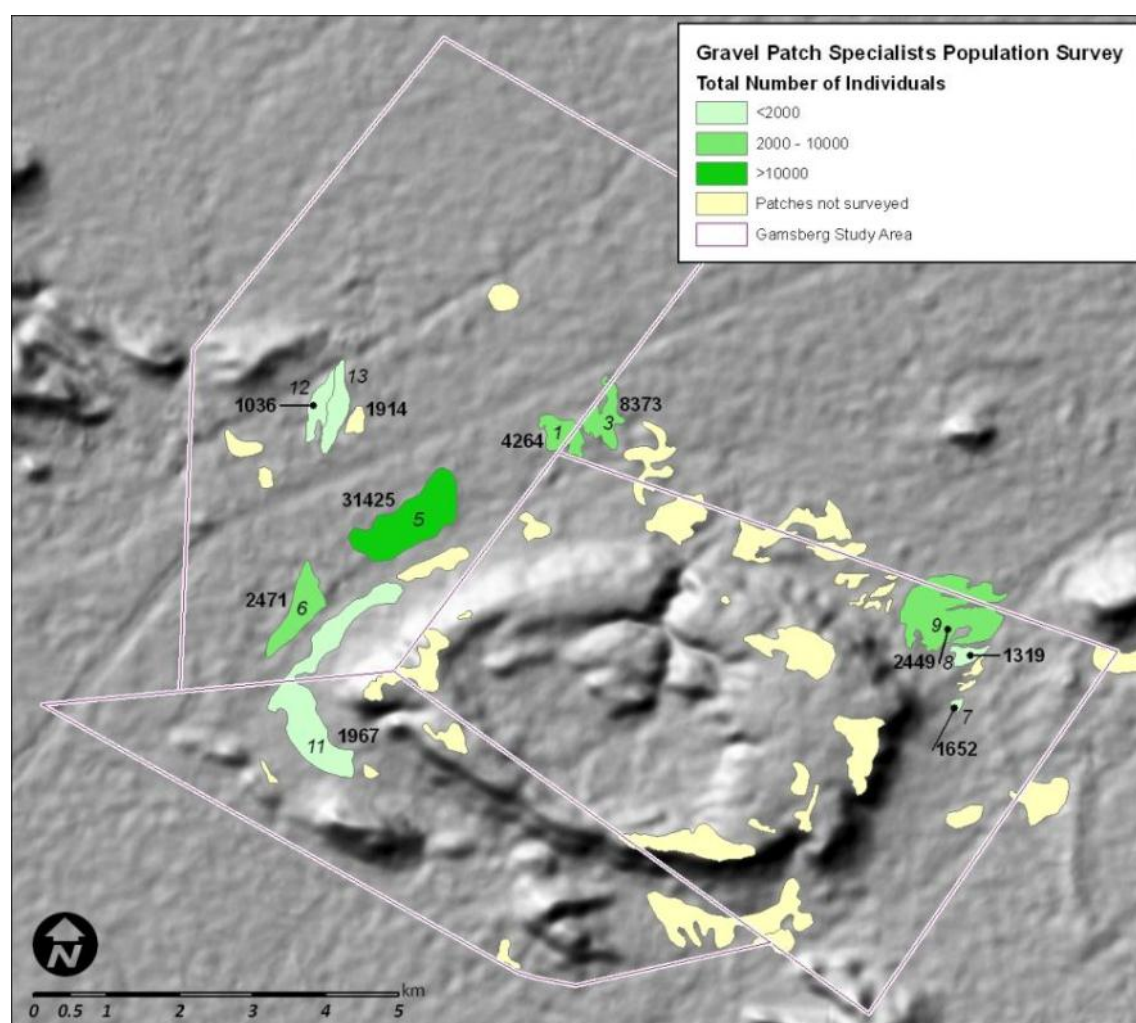 Gravel Patch Specialists Population Survey
Total Number of Individuals
<2000
2000 - 10000
>10000
Patches not surveyed
Gamsberg Study Area
12
13
1036
1914
8373
3
1
4264
31425
5
2471
6
9
2449
8
1319
7
1652
1967
11
N
km
0 0.5 1 2 3 4 5